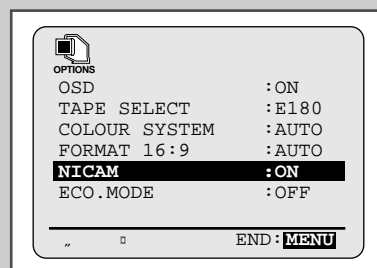 OPTIONS
OSD :ON
TAPE SELECT :E180
COLOUR SYSTEM :AUTO
FORMAT 16:9 :AUTO
NICAM :ON
ECO.MODE :OFF
„ ¤ END:MENU